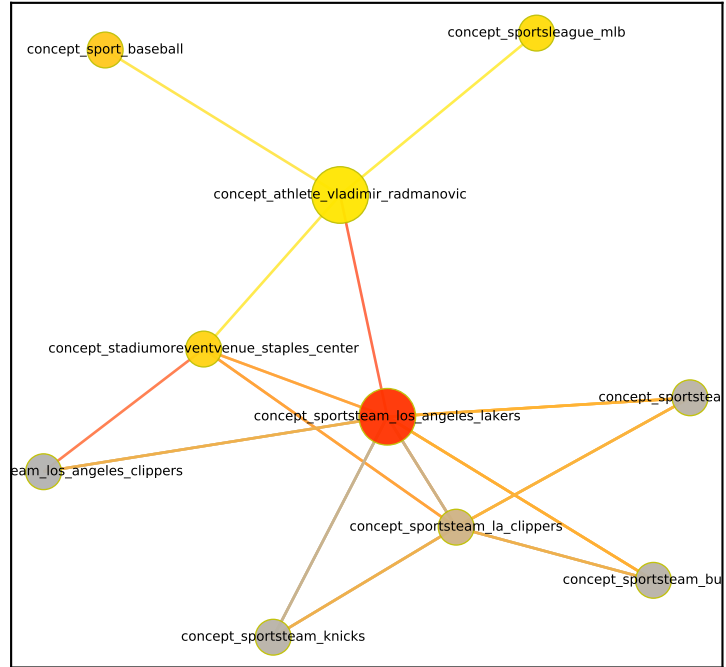 concept_sportsleague_mlb
concept_sport_baseball
concept_athlete_vladimir_radmanovic
concept_stadiumoreventvenue_staples_center
concept_sportstea
concept_sportsteam_los_angeles_lakers
eam_los_angeles_clippers
concept_sportsteam_la_clippers
concept_sportsteam_bu
concept_sportsteam_knicks